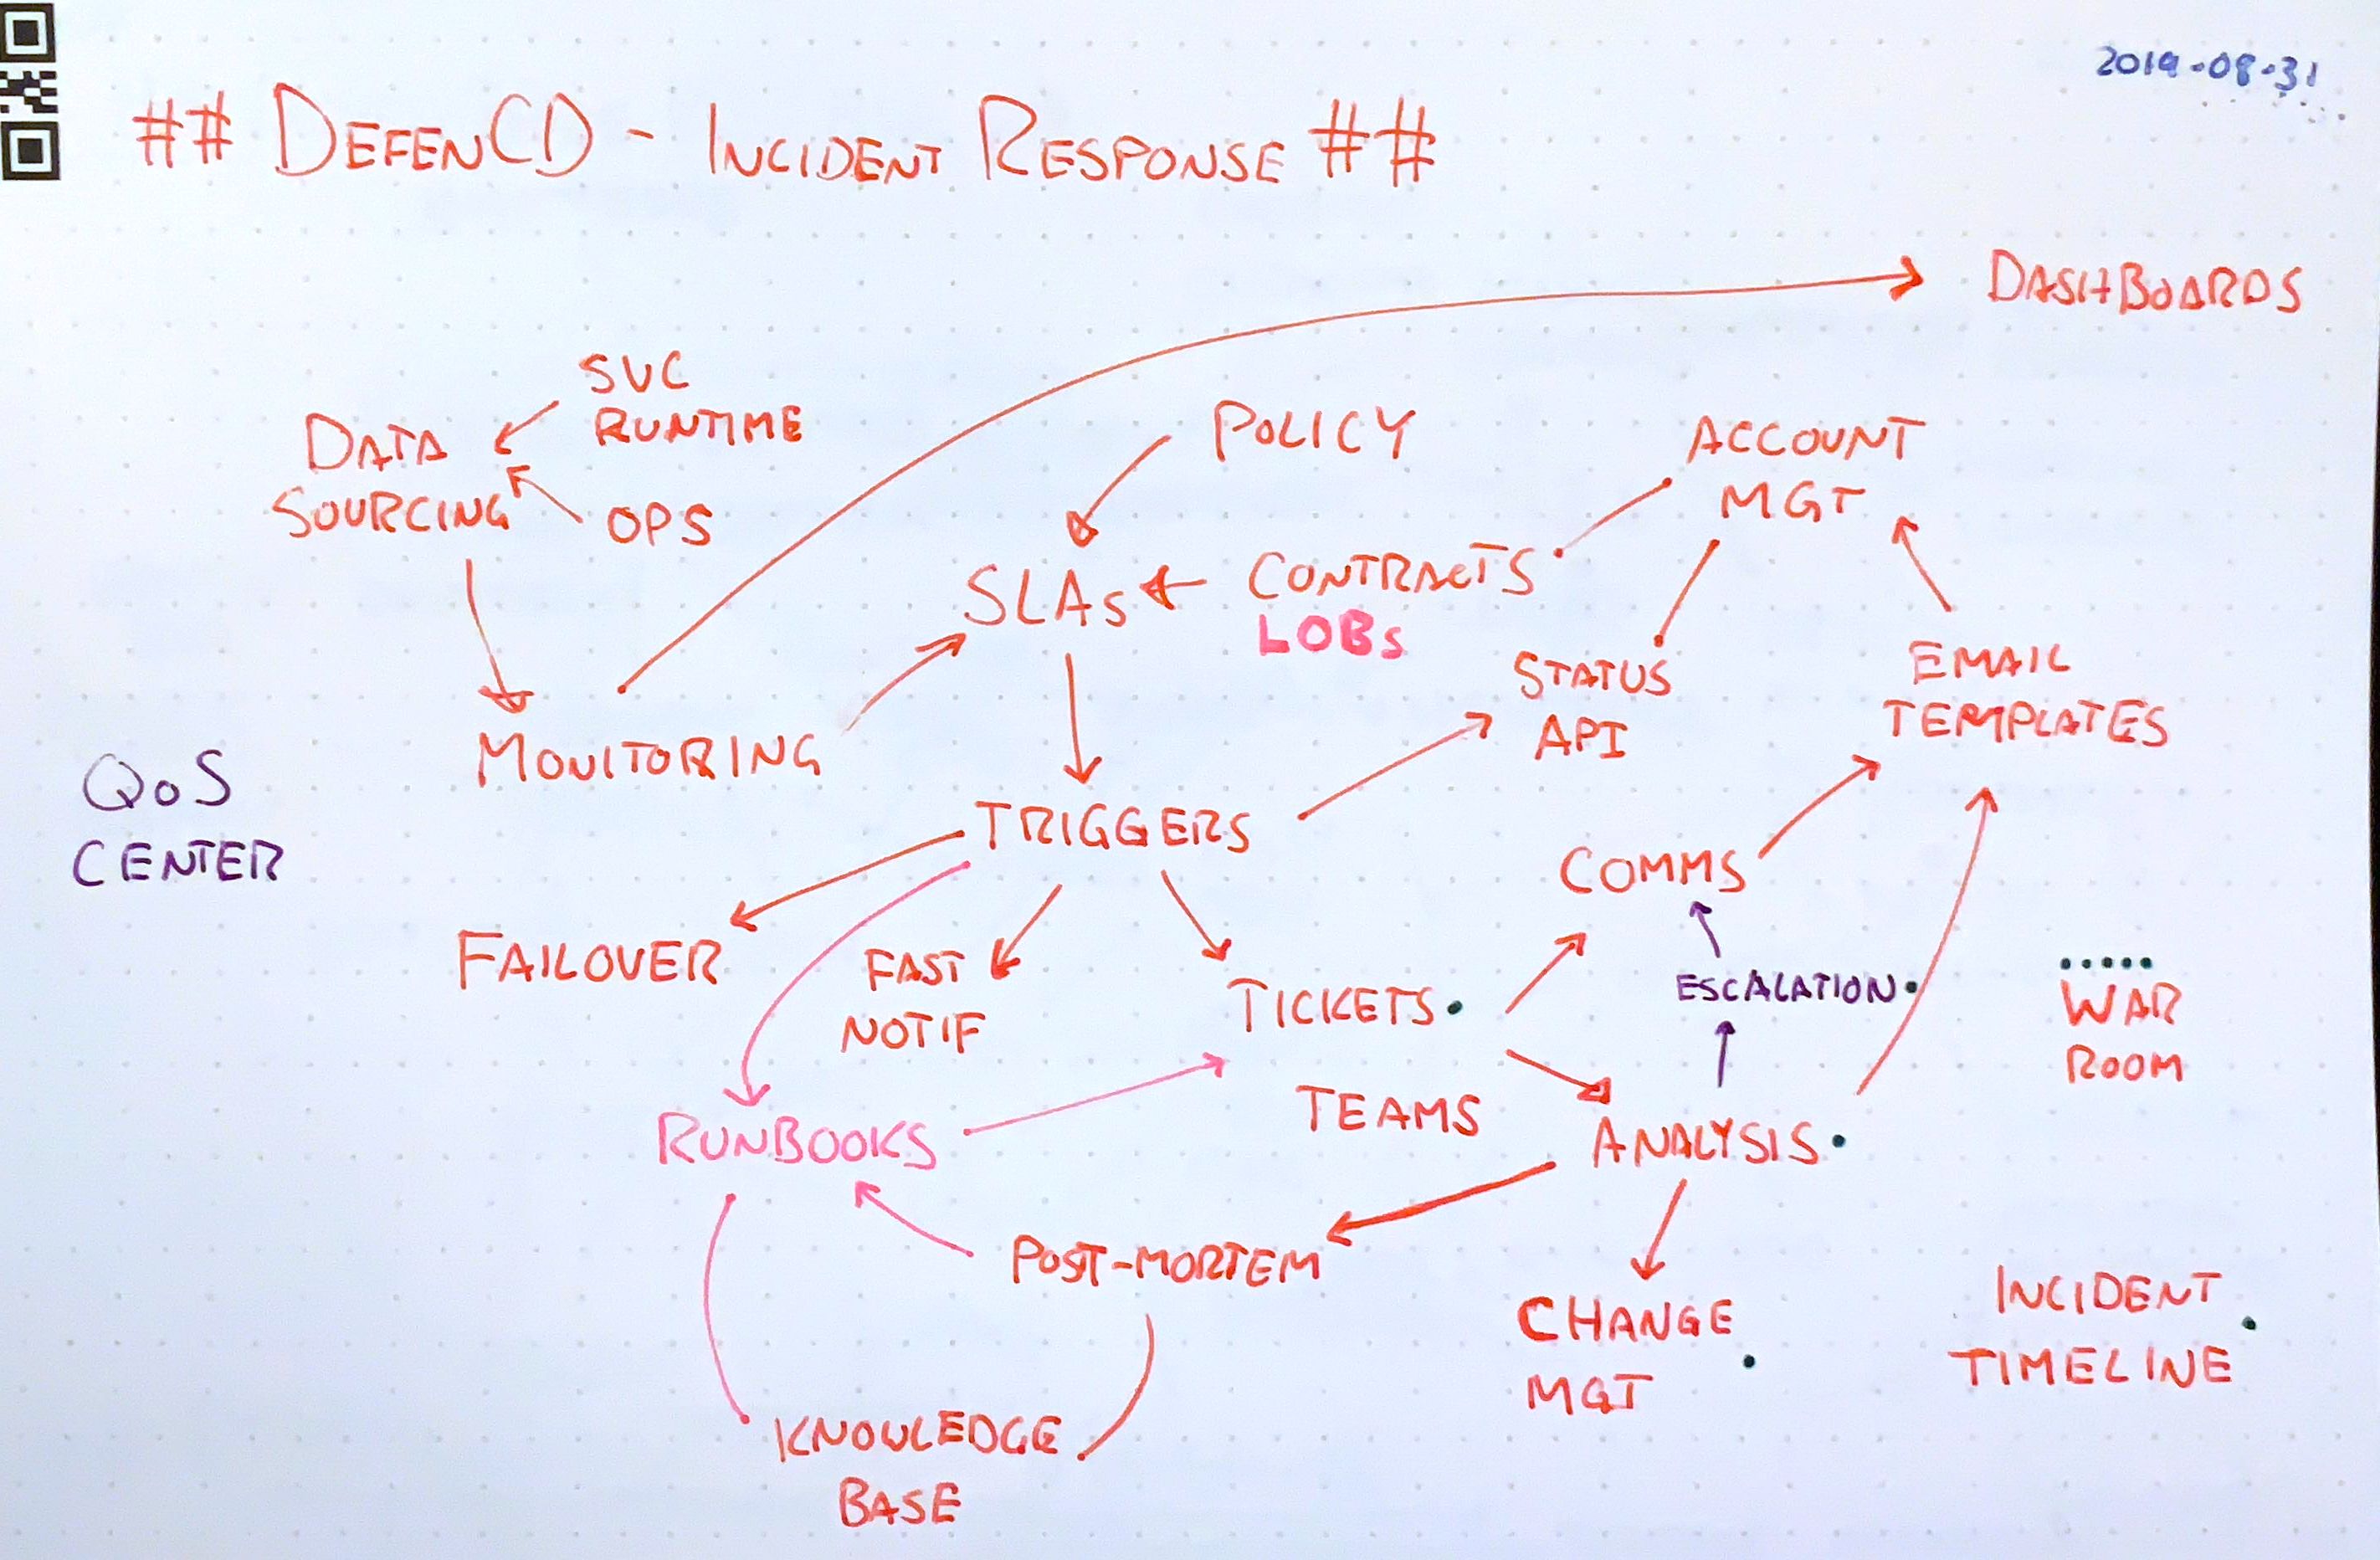 2019-08-31
## DEFENCD - INCIDENT RESPONSE ##
DASHBOARDS
SVC
RUNTIME
DATA
SOURCING
OPS
POLICY
ACCOUNT
MGT
SLAs
CONTRACTS
LOBs
STATUS
API
EMAIL
TEMPLATES
MONITORING
QoS
CENTER
TRIGGERS
COMMS
FAILOVER
FAST
NOTIF
TICKETS
ESCALATION
WAR
ROOM
TEAMS
RUNBOOKS
ANALYSIS
POST-MORTEM
CHANGE
MGT
INCIDENT
TIMELINE
KNOWLEDGE
BASE